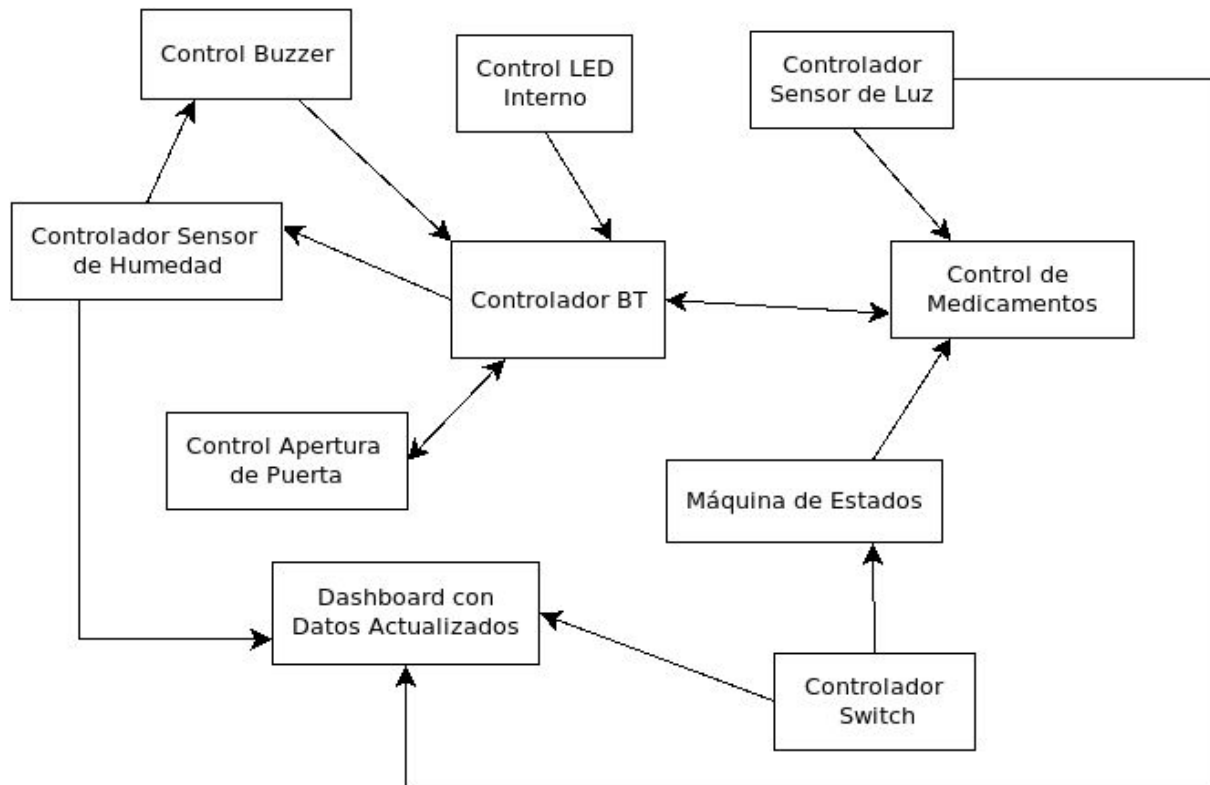 Control Buzzer
Control LED
Interno
Controlador
Sensor de Luz
Controlador Sensor
de Humedad
Controlador BT
Control de
Medicamentos
Control Apertura
de Puerta
Máquina de Estados
Dashboard con
Datos Actualizados
Controlador
Switch